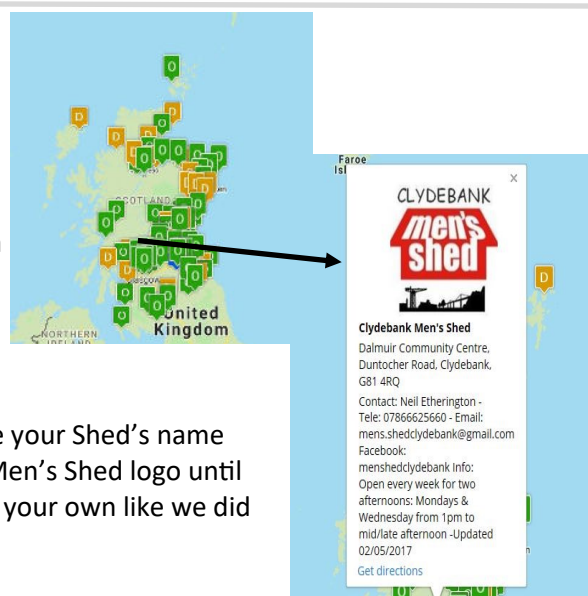 O
D
SCOTLAND
United
Kingdom
NORTHERN
Faroe
x
CLYDEBANK
men's
shed
Clydebank Men's Shed
Dalmuir Community Centre,
Duntocher Road, Clydebank,
G81 4RQ
Contact: Neil Etherington -
Tele: 07866625660 - Email:
mens.shedclydebank@gmail.com
Facebook:
menshedclydebank Info:
Open every week for two
afternoons: Mondays &
Wednesday from 1pm to
mid/late afternoon -Updated
02/05/2017
Get directions
D
your Shed's name
Men's Shed logo until
your own like we did